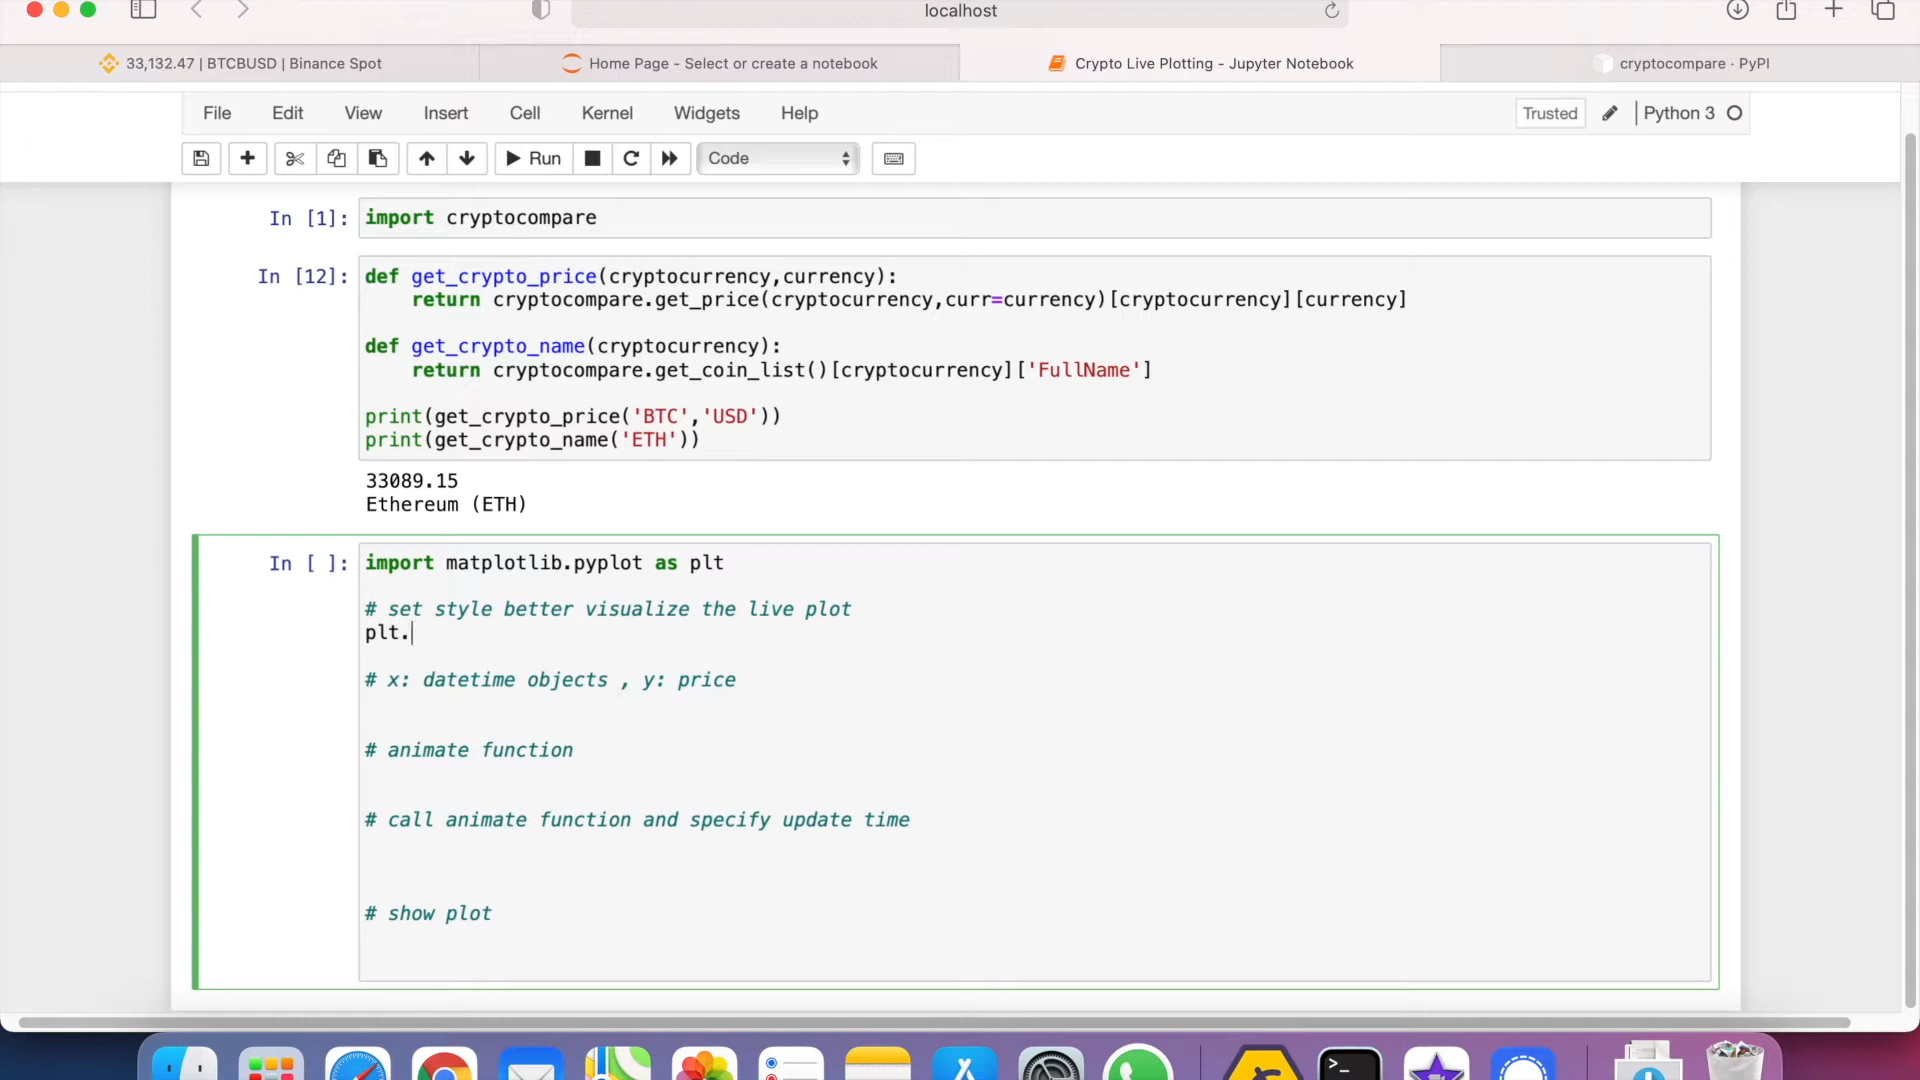 localhost
33,132.47 | BTCBUSD | Binance Spot
Home Page - Select or create a notebook
Crypto Live Plotting - Jupyter Notebook
cryptocompare · PyPI
File Edit View Insert Cell Kernel Widgets Help
Trusted
Python 3
Run
Code
In [1]: import cryptocompare
In [12]: def get_crypto_price(cryptocurrency,currency):
    return cryptocompare.get_price(cryptocurrency,curr=currency)[cryptocurrency][currency]
def get_crypto_name(cryptocurrency):
    return cryptocompare.get_coin_list()[cryptocurrency]['FullName']
print(get_crypto_price('BTC','USD'))
print(get_crypto_name('ETH'))
33089.15
Ethereum (ETH)
In [ ]: import matplotlib.pyplot as plt
# set style better visualize the live plot
plt.
# x: datetime objects , y: price
# animate function
# call animate function and specify update time
# show plot